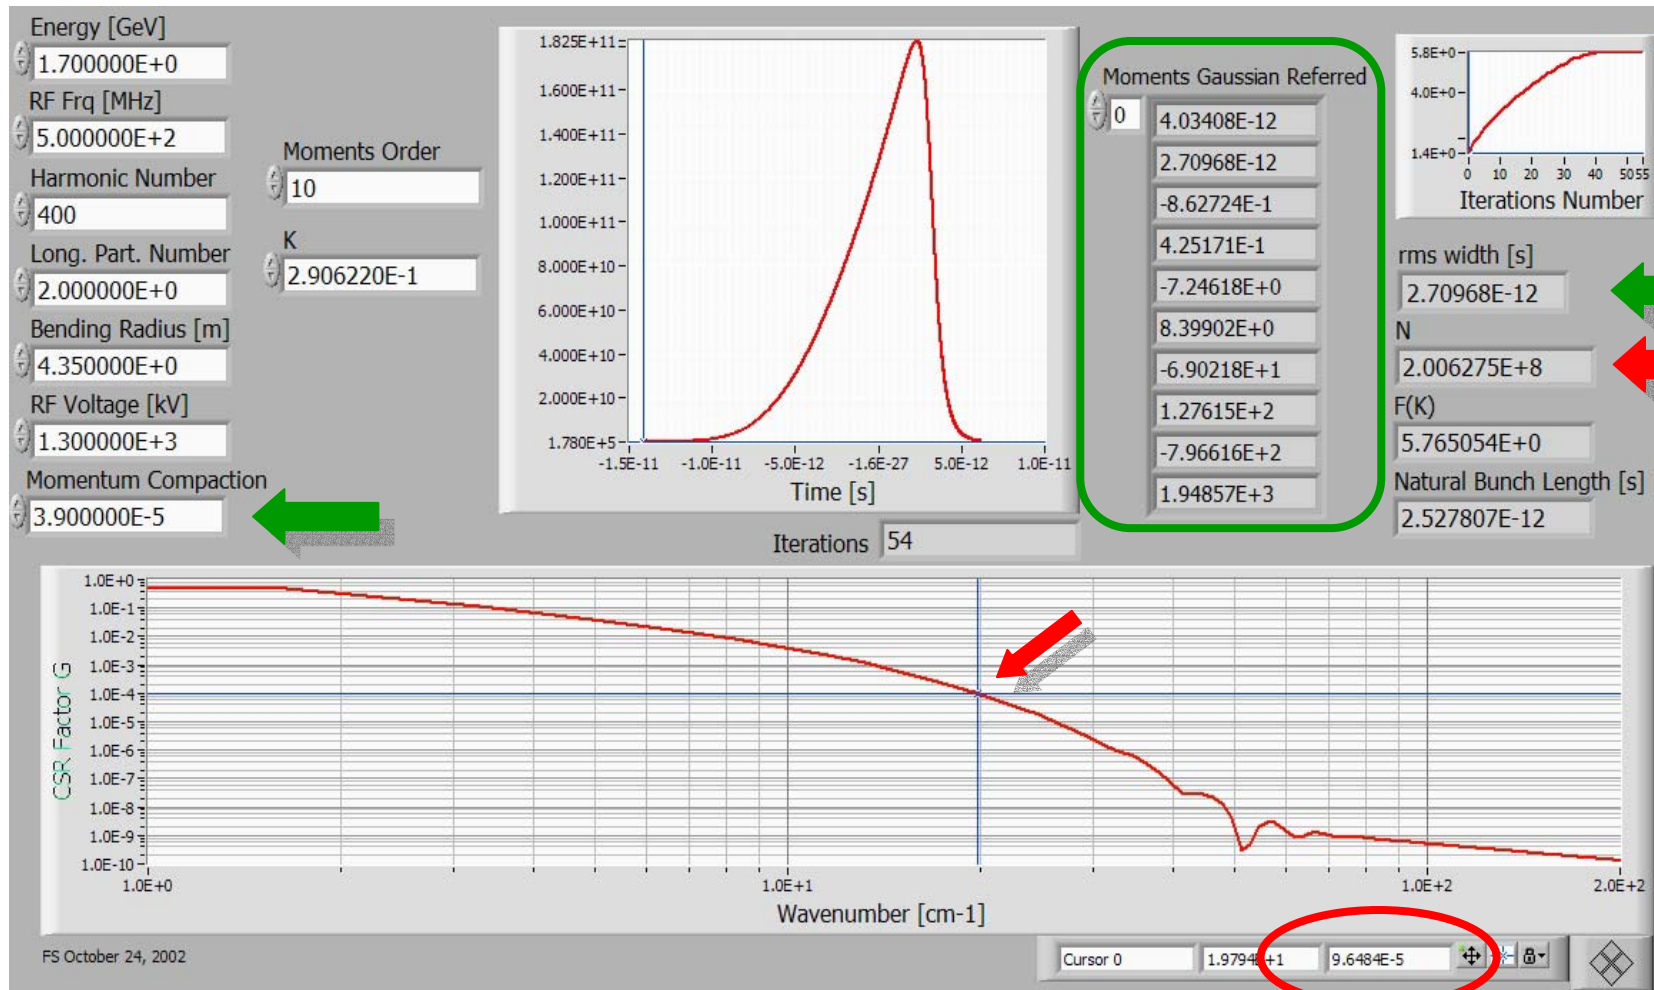 Energy [GeV]
1.700000E+0
RF Frq [MHz]
5.000000E+2
Harmonic Number
400
Long. Part. Number
2.000000E+0
Bending Radius [m]
4.350000E+0
RF Voltage [kV]
1.300000E+3
Momentum Compaction
3.900000E-5
Moments Order
10
K
2.906220E-1
1.825E+11
1.600E+11
1.400E+11
1.200E+11
1.000E+11
8.000E+10
6.000E+10
4.000E+10
2.000E+10
1.780E+5
-1.5E-11 -1.0E-11 -5.0E-12 -1.6E-27 5.0E-12 1.0E-11
Time [s]
Iterations 54
Moments Gaussian Referred
0
4.03408E-12
2.70968E-12
-8.62724E-1
4.25171E-1
-7.24618E+0
8.39902E+0
-6.90218E+1
1.27615E+2
-7.96616E+2
1.94857E+3
5.8E+0
4.0E+0
1.4E+0
0 10 20 30 40 5055
Iterations Number
rms width [s]
2.70968E-12
N
2.006275E+8
F(K)
5.765054E+0
Natural Bunch Length [s]
2.527807E-12
CSR Factor G
1.0E+0
1.0E-1
1.0E-2
1.0E-3
1.0E-4
1.0E-5
1.0E-6
1.0E-7
1.0E-8
1.0E-9
1.0E-10
1.0E+0 1.0E+1 1.0E+2 2.0E+2
Wavenumber [cm-1]
FS October 24, 2002
Cursor 0 1.9794E+1 9.6484E-5